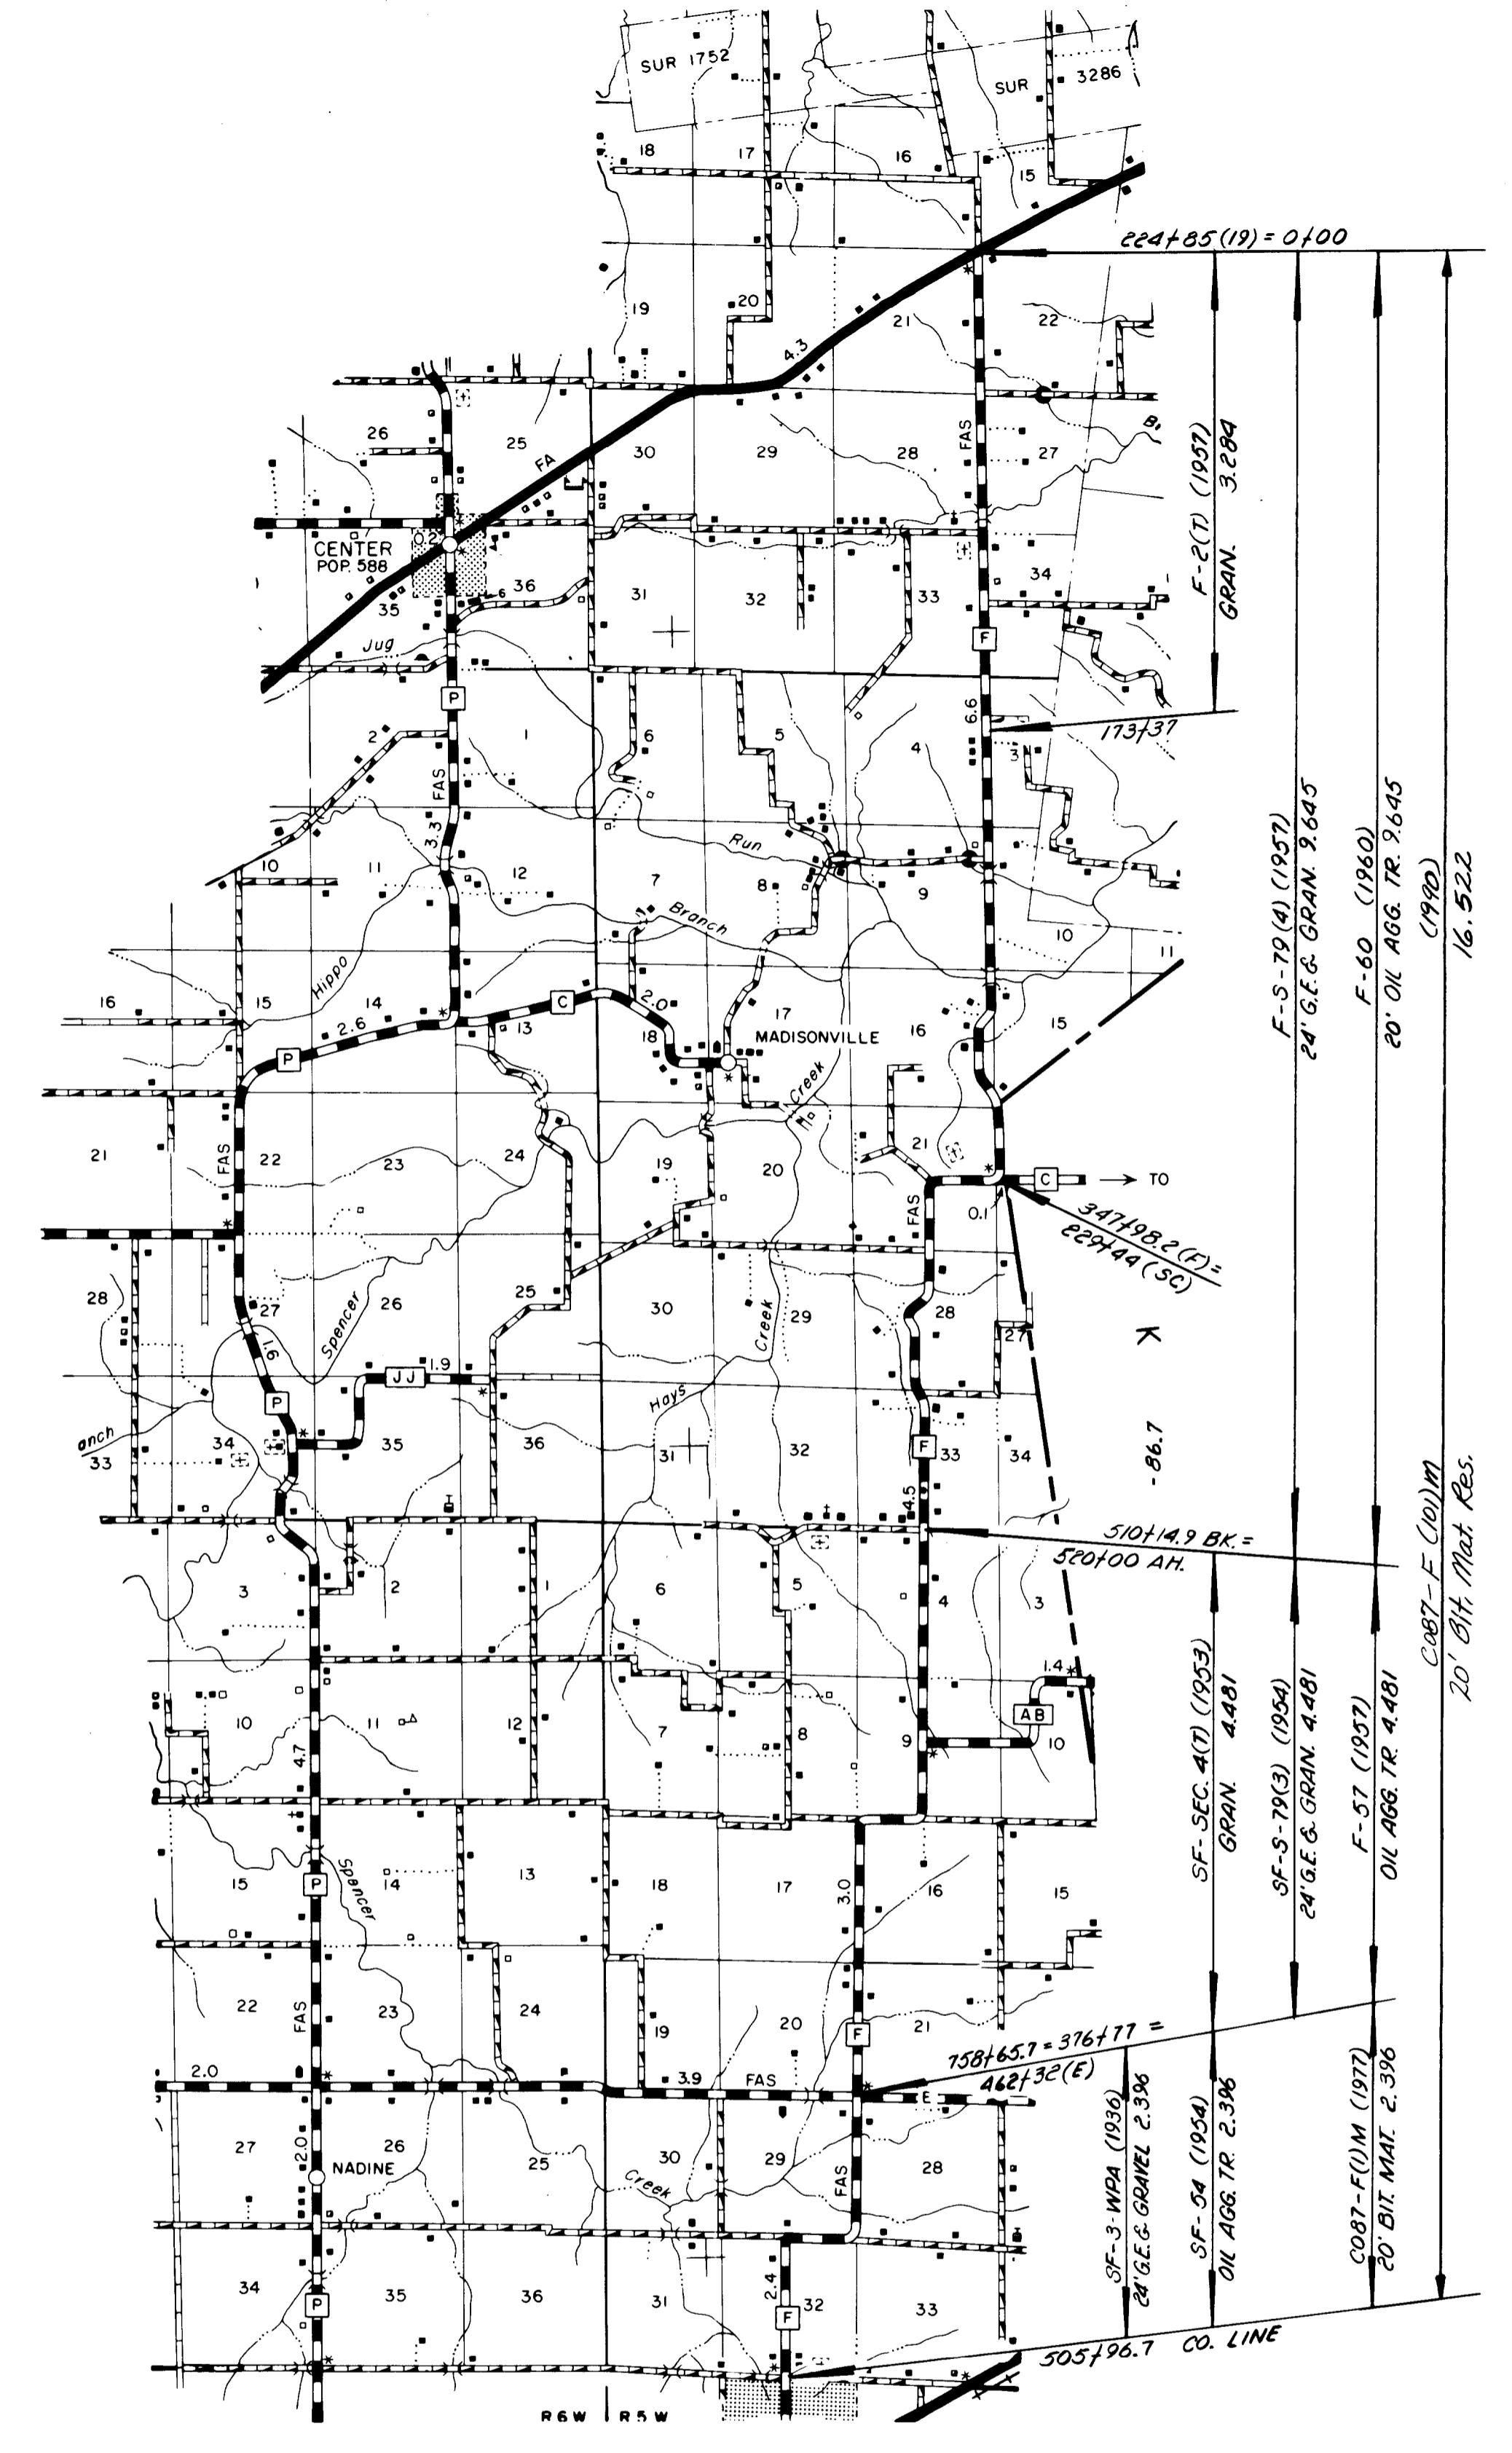 SUR 1752
SUR 3286
18 17 16 15
224+85(19) = 0+00
19 20 21 22
4.3
26 25 30 29 28 27
FA
FAS
B.
F-2(T) (1957)
GRAN. 3.284
CENTER
POP. 588
0.2
35 36 31 32 33 34
6
Jug
F
P
6.6
173+37
2 1 6 5 4 3
FAS
3.3
Run
10 11 12 7 8 9
Branch
10 11
Hippo
F-S-79(4) (1957)
24' G.E.& GRAN. 9.645
F-60 (1960)
20' OIL AGG. TR. 9.645
(1990)
16.522
16 15 14 13 18 17 16 15
C
2.0
2.6
P
MADISONVILLE
Creek
21 22 23 24 19 20 21
FAS
FAS
C → TO
0.1
347+98.2(F)=
229+44(SC)
28 27 26 25 30 29 28 27
Spencer
Creek
K
1.6
JJ 1.9
P
Hays
anch
33 34 35 36 31 32 33 34
F
-86.7
4.5
510+14.9 BK.=
520+00 AH.
C087-F(101)M
20' Bit. Mat. Res.
3 2 1 6 5 4 3
1.4
AB
10 11 12 7 8 9 10
4.7
SF-SEC. 4(T) (1953)
GRAN. 4.481
SF-S-79(3) (1954)
24' G.E.& GRAN. 4.481
F-57 (1957)
OIL AGG. TR. 4.481
15 14 13 18 17 16 15
P
Spencer
3.0
22 23 24 19 20 21
FAS
F
758+65.7=376+77 =
462+32(E)
2.0
3.9 FAS
E
27 26 25 30 29 28
2.0
NADINE
Creek
FAS
SF-3-WPA (1936)
24' G.E.& GRAVEL 2.396
SF-54 (1954)
OIL AGG. TR. 2.396
C087-F(1)M (1977)
20' BIT. MAT. 2.396
34 35 36 31 32 33
P
2.4
F
505+96.7 CO. LINE
R6W R5W